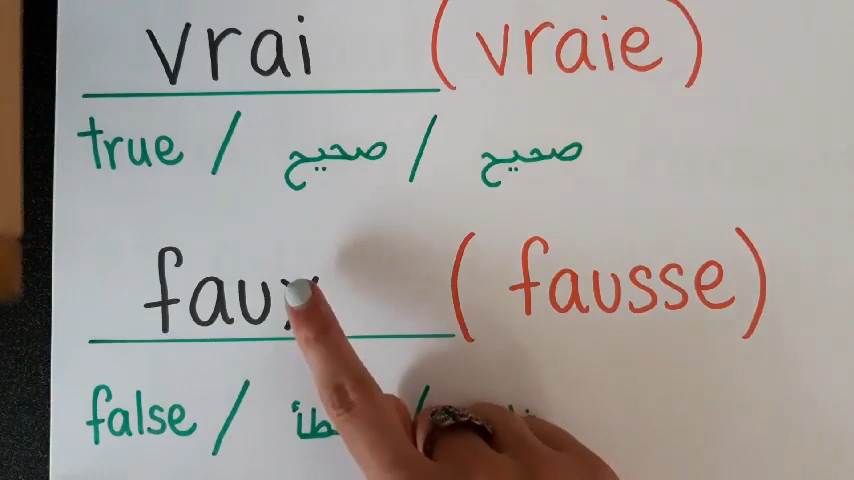 vrai (vraie)
true / صحيح / صحيح
faux (fausse)
false / /